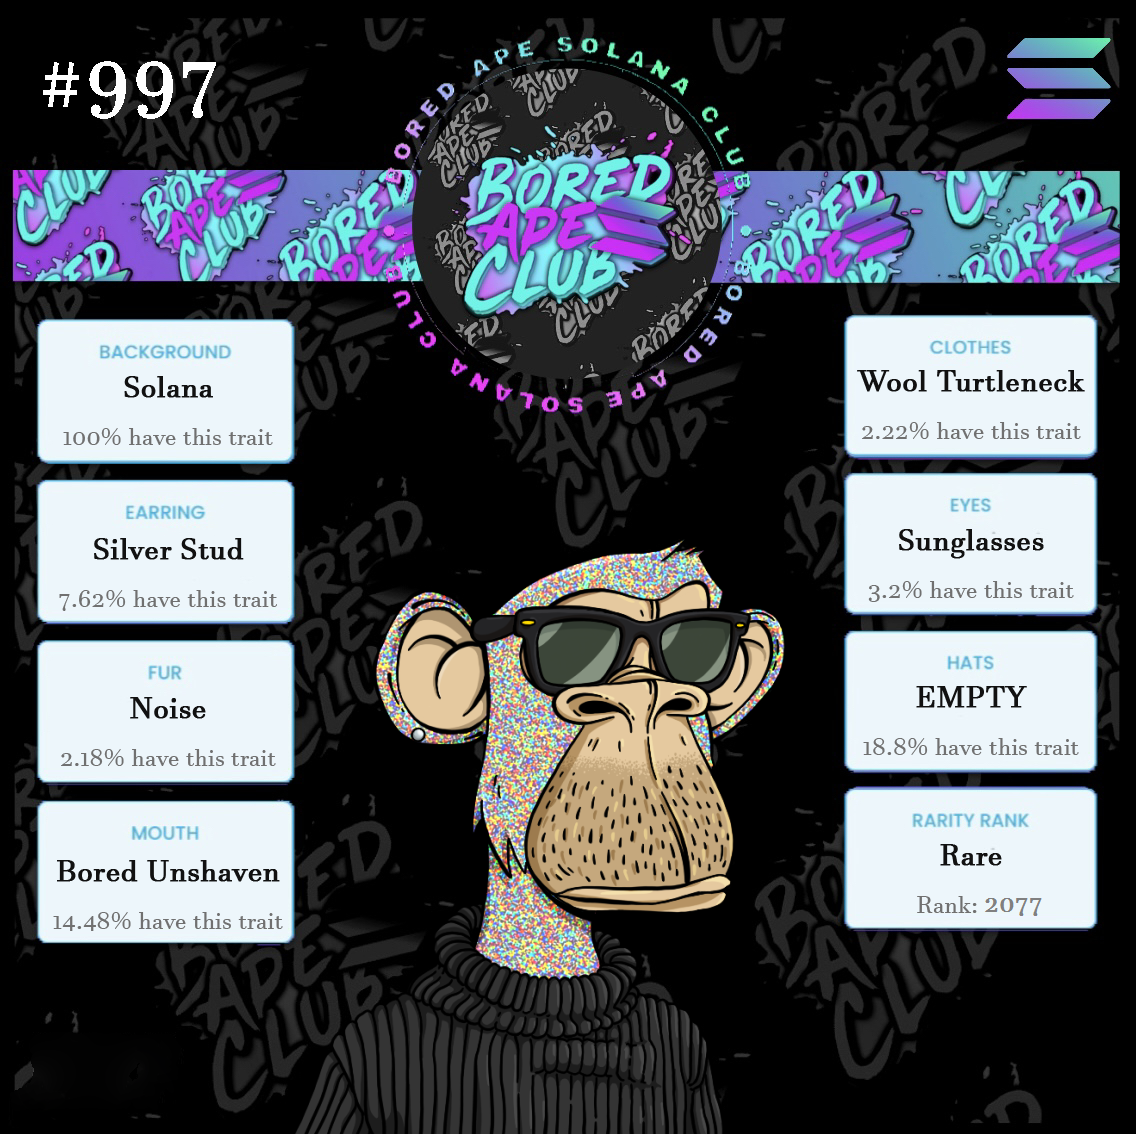 #997
BORED APE SOLANA CLUB
BORED APE SOLANA CLUB
BORED
APE
CLUB
BACKGROUND
Solana
100% have this trait
EARRING
Silver Stud
7.62% have this trait
FUR
Noise
2.18% have this trait
MOUTH
Bored Unshaven
14.48% have this trait
CLOTHES
Wool Turtleneck
2.22% have this trait
EYES
Sunglasses
3.2% have this trait
HATS
EMPTY
18.8% have this trait
RARITY RANK
Rare
Rank: 2077